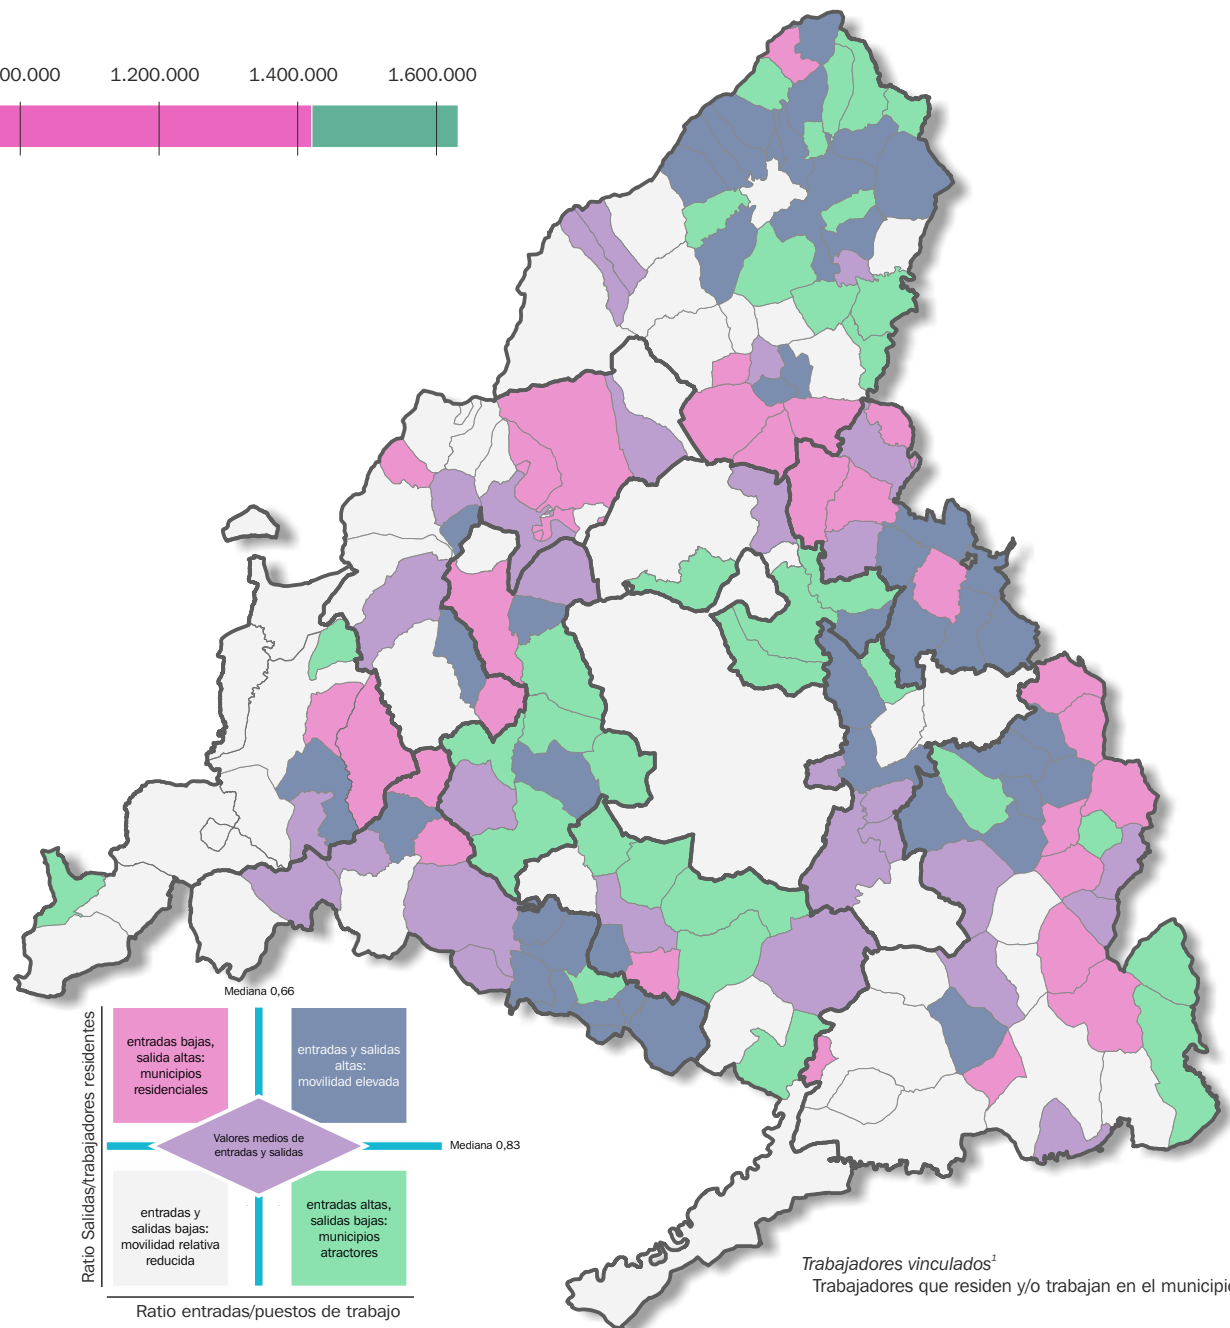 00.000 1.200.000 1.400.000 1.600.000
Mediana 0,66
Ratio Salidas/trabajadores residentes
entradas bajas,
salida altas:
municipios
residenciales
entradas y salidas
altas:
movilidad elevada
Valores medios de
entradas y salidas
Mediana 0,83
entradas y
salidas bajas:
movilidad relativa
reducida
entradas altas,
salidas bajas:
municipios
atractores
Ratio entradas/puestos de trabajo
Trabajadores vinculados¹
Trabajadores que residen y/o trabajan en el municipio